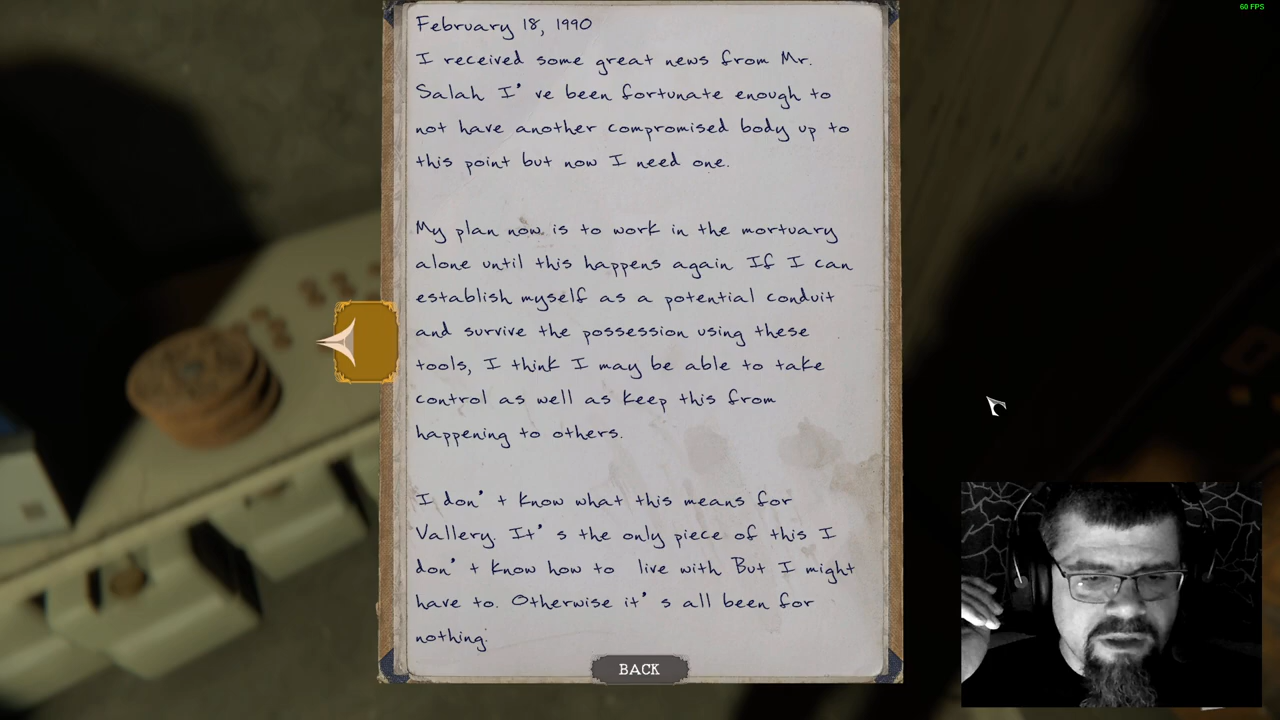 60 FPS
February 18, 1990
I received some great news from Mr.
Salah I' ve been fortunate enough to
not have another compromised body up to
this point but now I need one.
My plan now is to work in the mortuary
alone until this happens again If I can
establish myself as a potential conduit
and survive the possession using these
tools, I think I may be able to take
control as well as keep this from
happening to others.
I don' t know what this means for
Vallery. It' s the only piece of this I
don' t know how to live with But I might
have to. Otherwise it' s all been for
nothing.
BACK